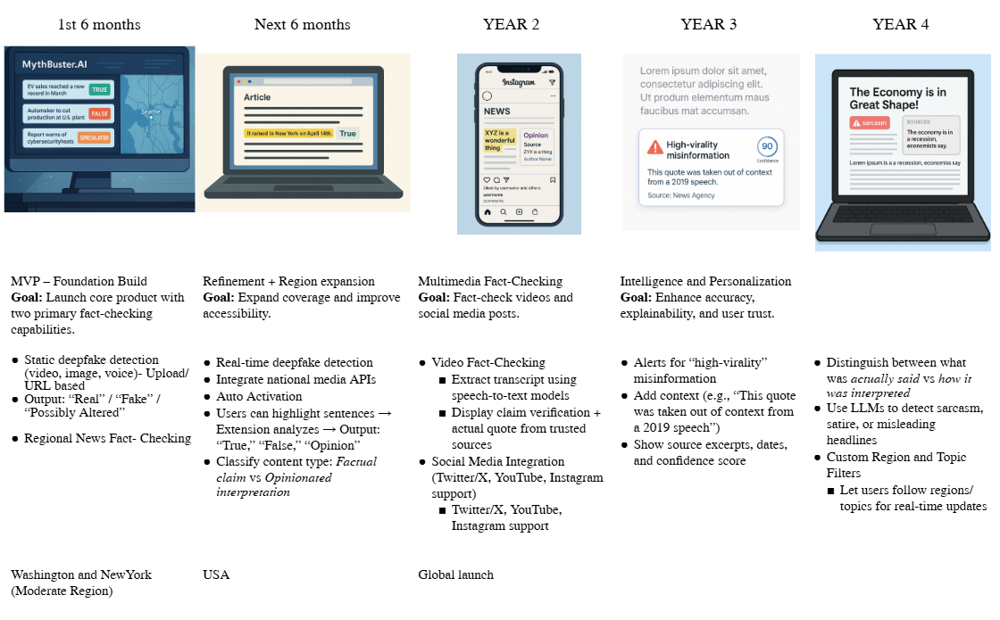 1st 6 months
Next 6 months
YEAR 2
YEAR 3
YEAR 4
MythBuster.AI
EV sales reached a new
record in March
TRUE
Automaker to cut
production at U.S. plant
FALSE
Report warns of
cybersecurityheats
SPECULATED
Seattle
Article
It rained in New York on April 14th.
True
9:41
Instagram
NEWS
XYZ is a
wonderful
thing
Opinion
Source
ZYX is a thing
Author Name
Liked by username and others
username
comments
Lorem ipsum dolor sit amet,
consectetur adipiscing elit.
Ut produm elementum maus
faucibus mat accumsan.
High-virality
misinformation
90
Confidence
This quote was taken out of context
from a 2019 speech.
Source: News Agency
The Economy is in
Great Shape!
sarcasm
SOURCES
The economy is in
a recession,
economists say.
Lorem ipsum is a a recession, economiss say
MVP – Foundation Build
Goal: Launch core product with
two primary fact-checking
capabilities.
● Static deepfake detection
(video, image, voice)- Upload/
URL based
● Output: “Real” / “Fake” /
“Possibly Altered”
● Regional News Fact- Checking
Washington and NewYork
(Moderate Region)
Refinement + Region expansion
Goal: Expand coverage and improve
accessibility.
● Real-time deepfake detection
● Integrate national media APIs
● Auto Activation
● Users can highlight sentences →
Extension analyzes → Output:
“True,” “False,” “Opinion”
● Classify content type: Factual
claim vs Opinionated
interpretation
USA
Multimedia Fact-Checking
Goal: Fact-check videos and
social media posts.
● Video Fact-Checking
■ Extract transcript using
speech-to-text models
■ Display claim verification +
actual quote from trusted
sources
● Social Media Integration
(Twitter/X, YouTube, Instagram
support)
■ Twitter/X, YouTube,
Instagram support
Global launch
Intelligence and Personalization
Goal: Enhance accuracy,
explainability, and user trust.
● Alerts for “high-virality”
misinformation
● Add context (e.g., “This quote
was taken out of context from
a 2019 speech”)
● Show source excerpts, dates,
and confidence score
● Distinguish between what
was actually said vs how it
was interpreted
● Use LLMs to detect sarcasm,
satire, or misleading
headlines
● Custom Region and Topic
Filters
■ Let users follow regions/
topics for real-time updates